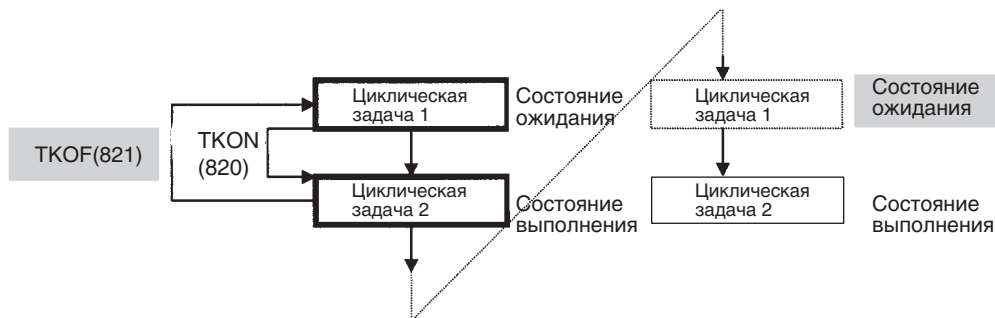 Циклическая
задача 1
Состояние
ожидания
TKOF(821)
TKON
(820)
Циклическая
задача 2
Состояние
выполнения
Циклическая
задача 1
Состояние
ожидания
Циклическая
задача 2
Состояние
выполнения